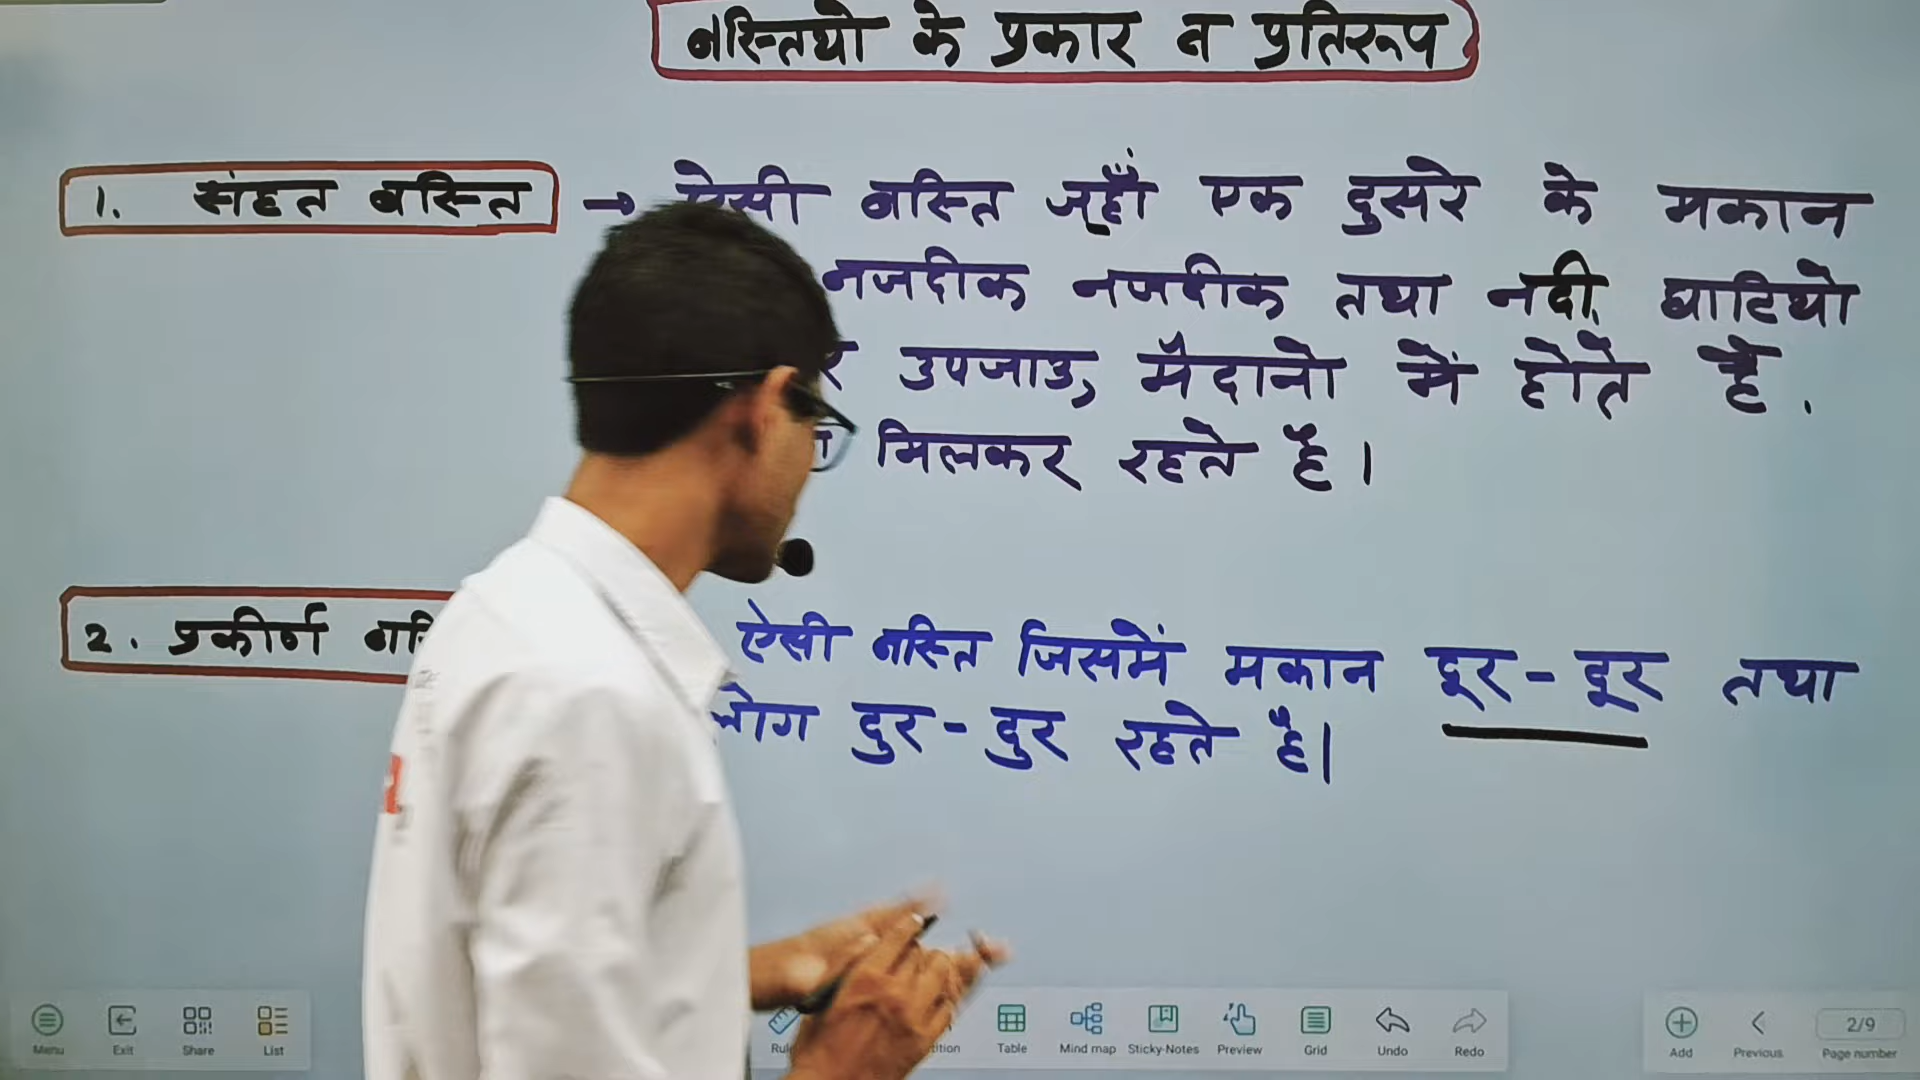 बस्तियो के प्रकार व प्रतिरूप
1. संहत बस्ति → ऐसी बस्ति जहाँ एक दुसरे के मकान
नजदीक नजदीक तथा नदी, घाटियो
उपजाउ, मैदानो में होते है.
मिलकर रहते है।
2. प्रकीर्ण ऐसी बस्ति जिसमें मकान दूर - दूर तथा
लोग दुर - दुर रहते है।
Menu Exit Share List Table Mind map Sticky-Notes Preview Grid Undo Redo Add Previous 2/9 Page number